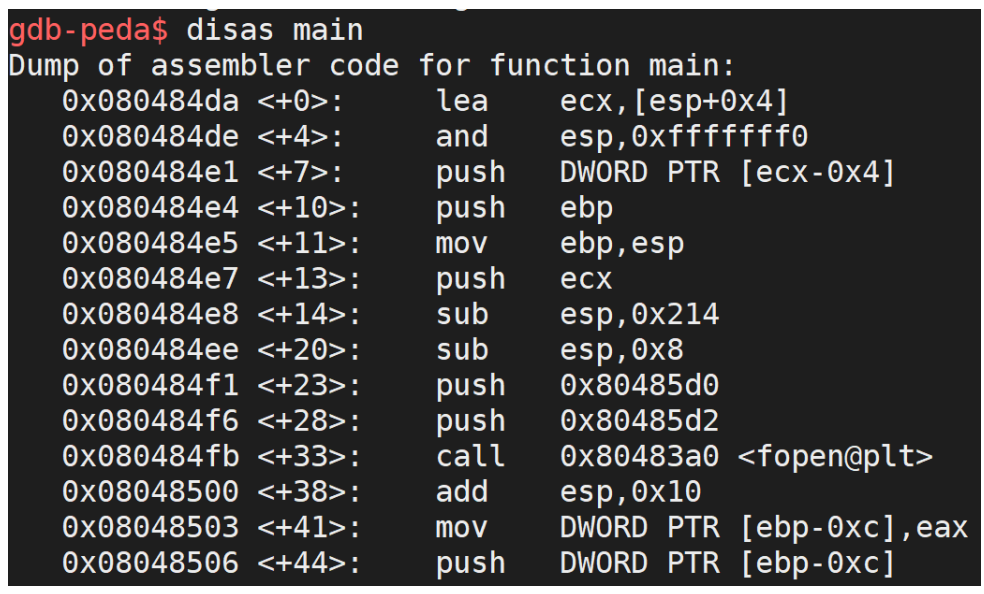 gdb-peda$ disas main
Dump of assembler code for function main:
0x080484da <+0>: lea ecx,[esp+0x4]
0x080484de <+4>: and esp,0xfffffff0
0x080484e1 <+7>: push DWORD PTR [ecx-0x4]
0x080484e4 <+10>: push ebp
0x080484e5 <+11>: mov ebp,esp
0x080484e7 <+13>: push ecx
0x080484e8 <+14>: sub esp,0x214
0x080484ee <+20>: sub esp,0x8
0x080484f1 <+23>: push 0x80485d0
0x080484f6 <+28>: push 0x80485d2
0x080484fb <+33>: call 0x80483a0 <fopen@plt>
0x08048500 <+38>: add esp,0x10
0x08048503 <+41>: mov DWORD PTR [ebp-0xc],eax
0x08048506 <+44>: push DWORD PTR [ebp-0xc]